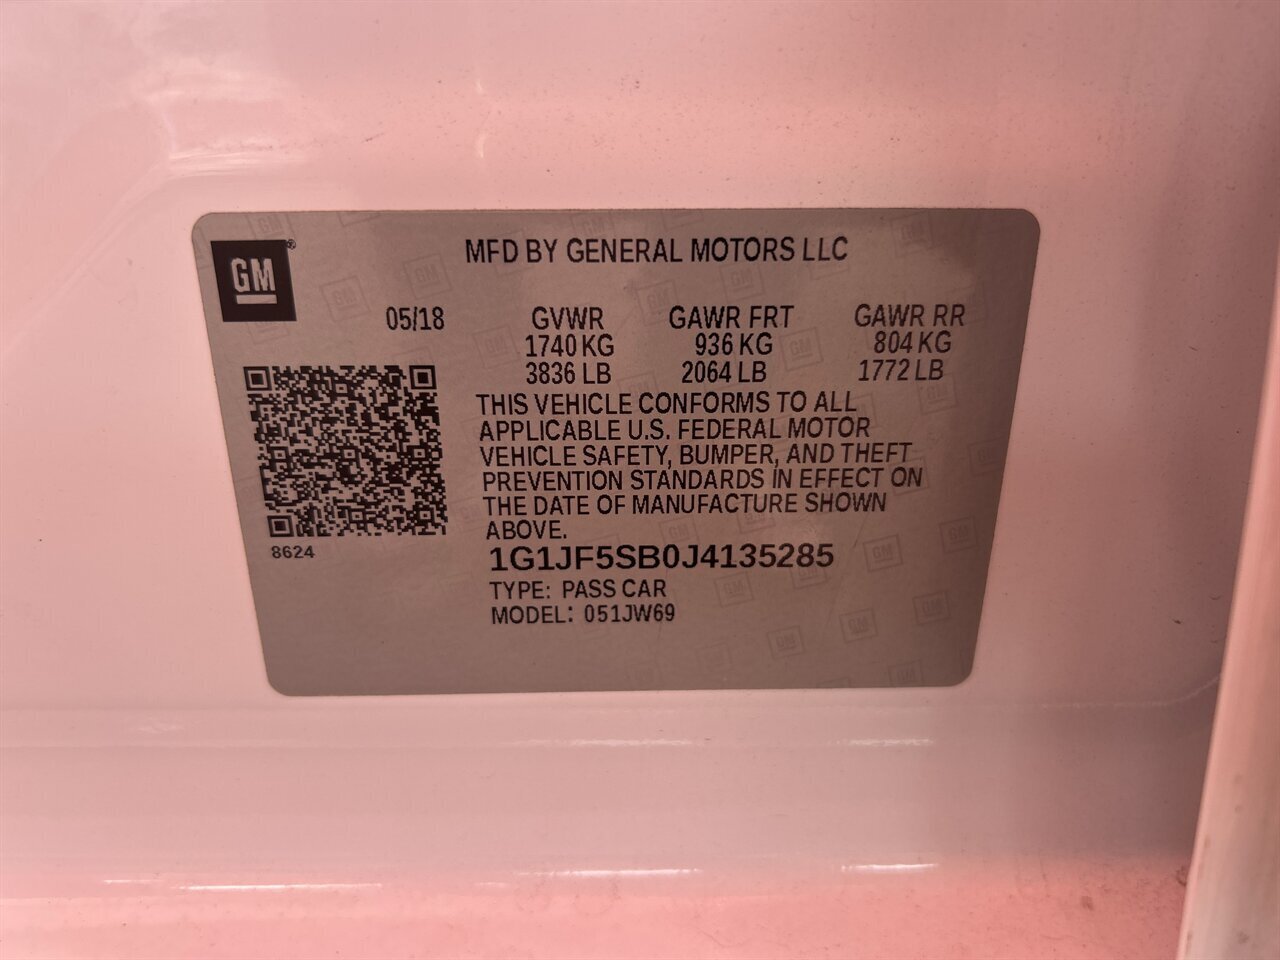 GM®
MFD BY GENERAL MOTORS LLC
05/18 GVWR GAWR FRT GAWR RR
1740 KG 936 KG 804 KG
3836 LB 2064 LB 1772 LB
THIS VEHICLE CONFORMS TO ALL
APPLICABLE U.S. FEDERAL MOTOR
VEHICLE SAFETY, BUMPER, AND THEFT
PREVENTION STANDARDS IN EFFECT ON
THE DATE OF MANUFACTURE SHOWN
ABOVE.
8624
1G1JF5SB0J4135285
TYPE: PASS CAR
MODEL: 051JW69